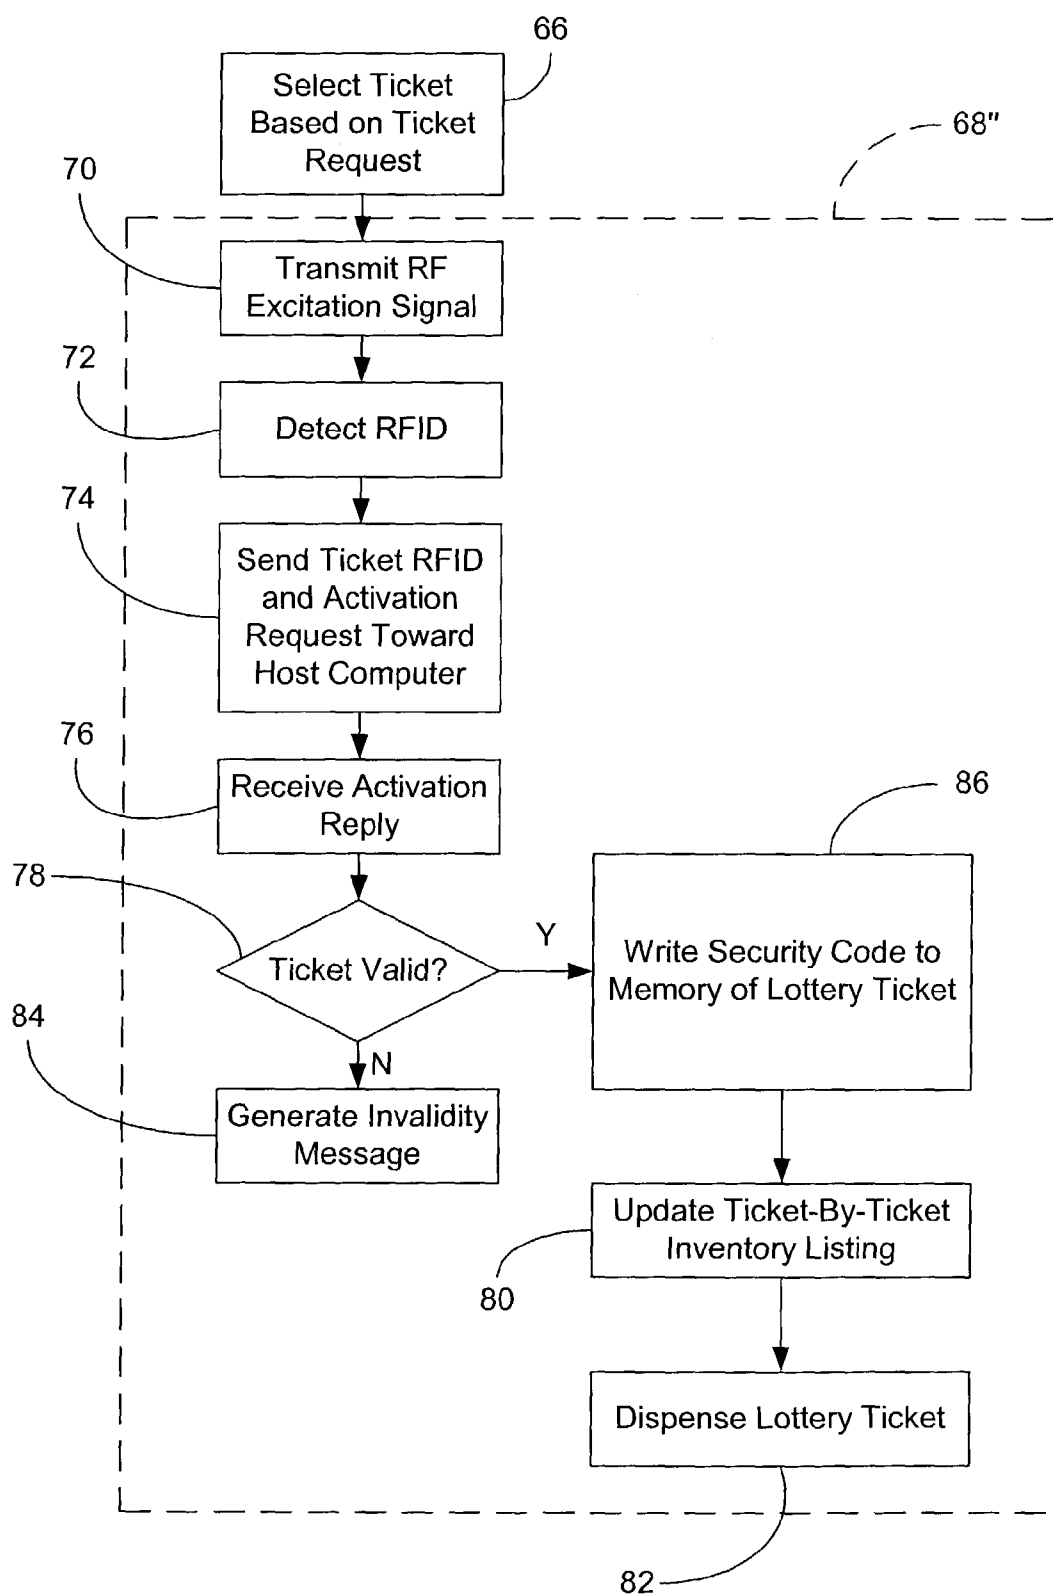 66
Select Ticket
Based on Ticket
Request
68"
70
Transmit RF
Excitation Signal
72
Detect RFID
74
Send Ticket RFID
and Activation
Request Toward
Host Computer
76
Receive Activation
Reply
86
78
Ticket Valid?
Y
Write Security Code to
Memory of Lottery Ticket
84
N
Generate Invalidity
Message
Update Ticket-By-Ticket
Inventory Listing
80
Dispense Lottery Ticket
82